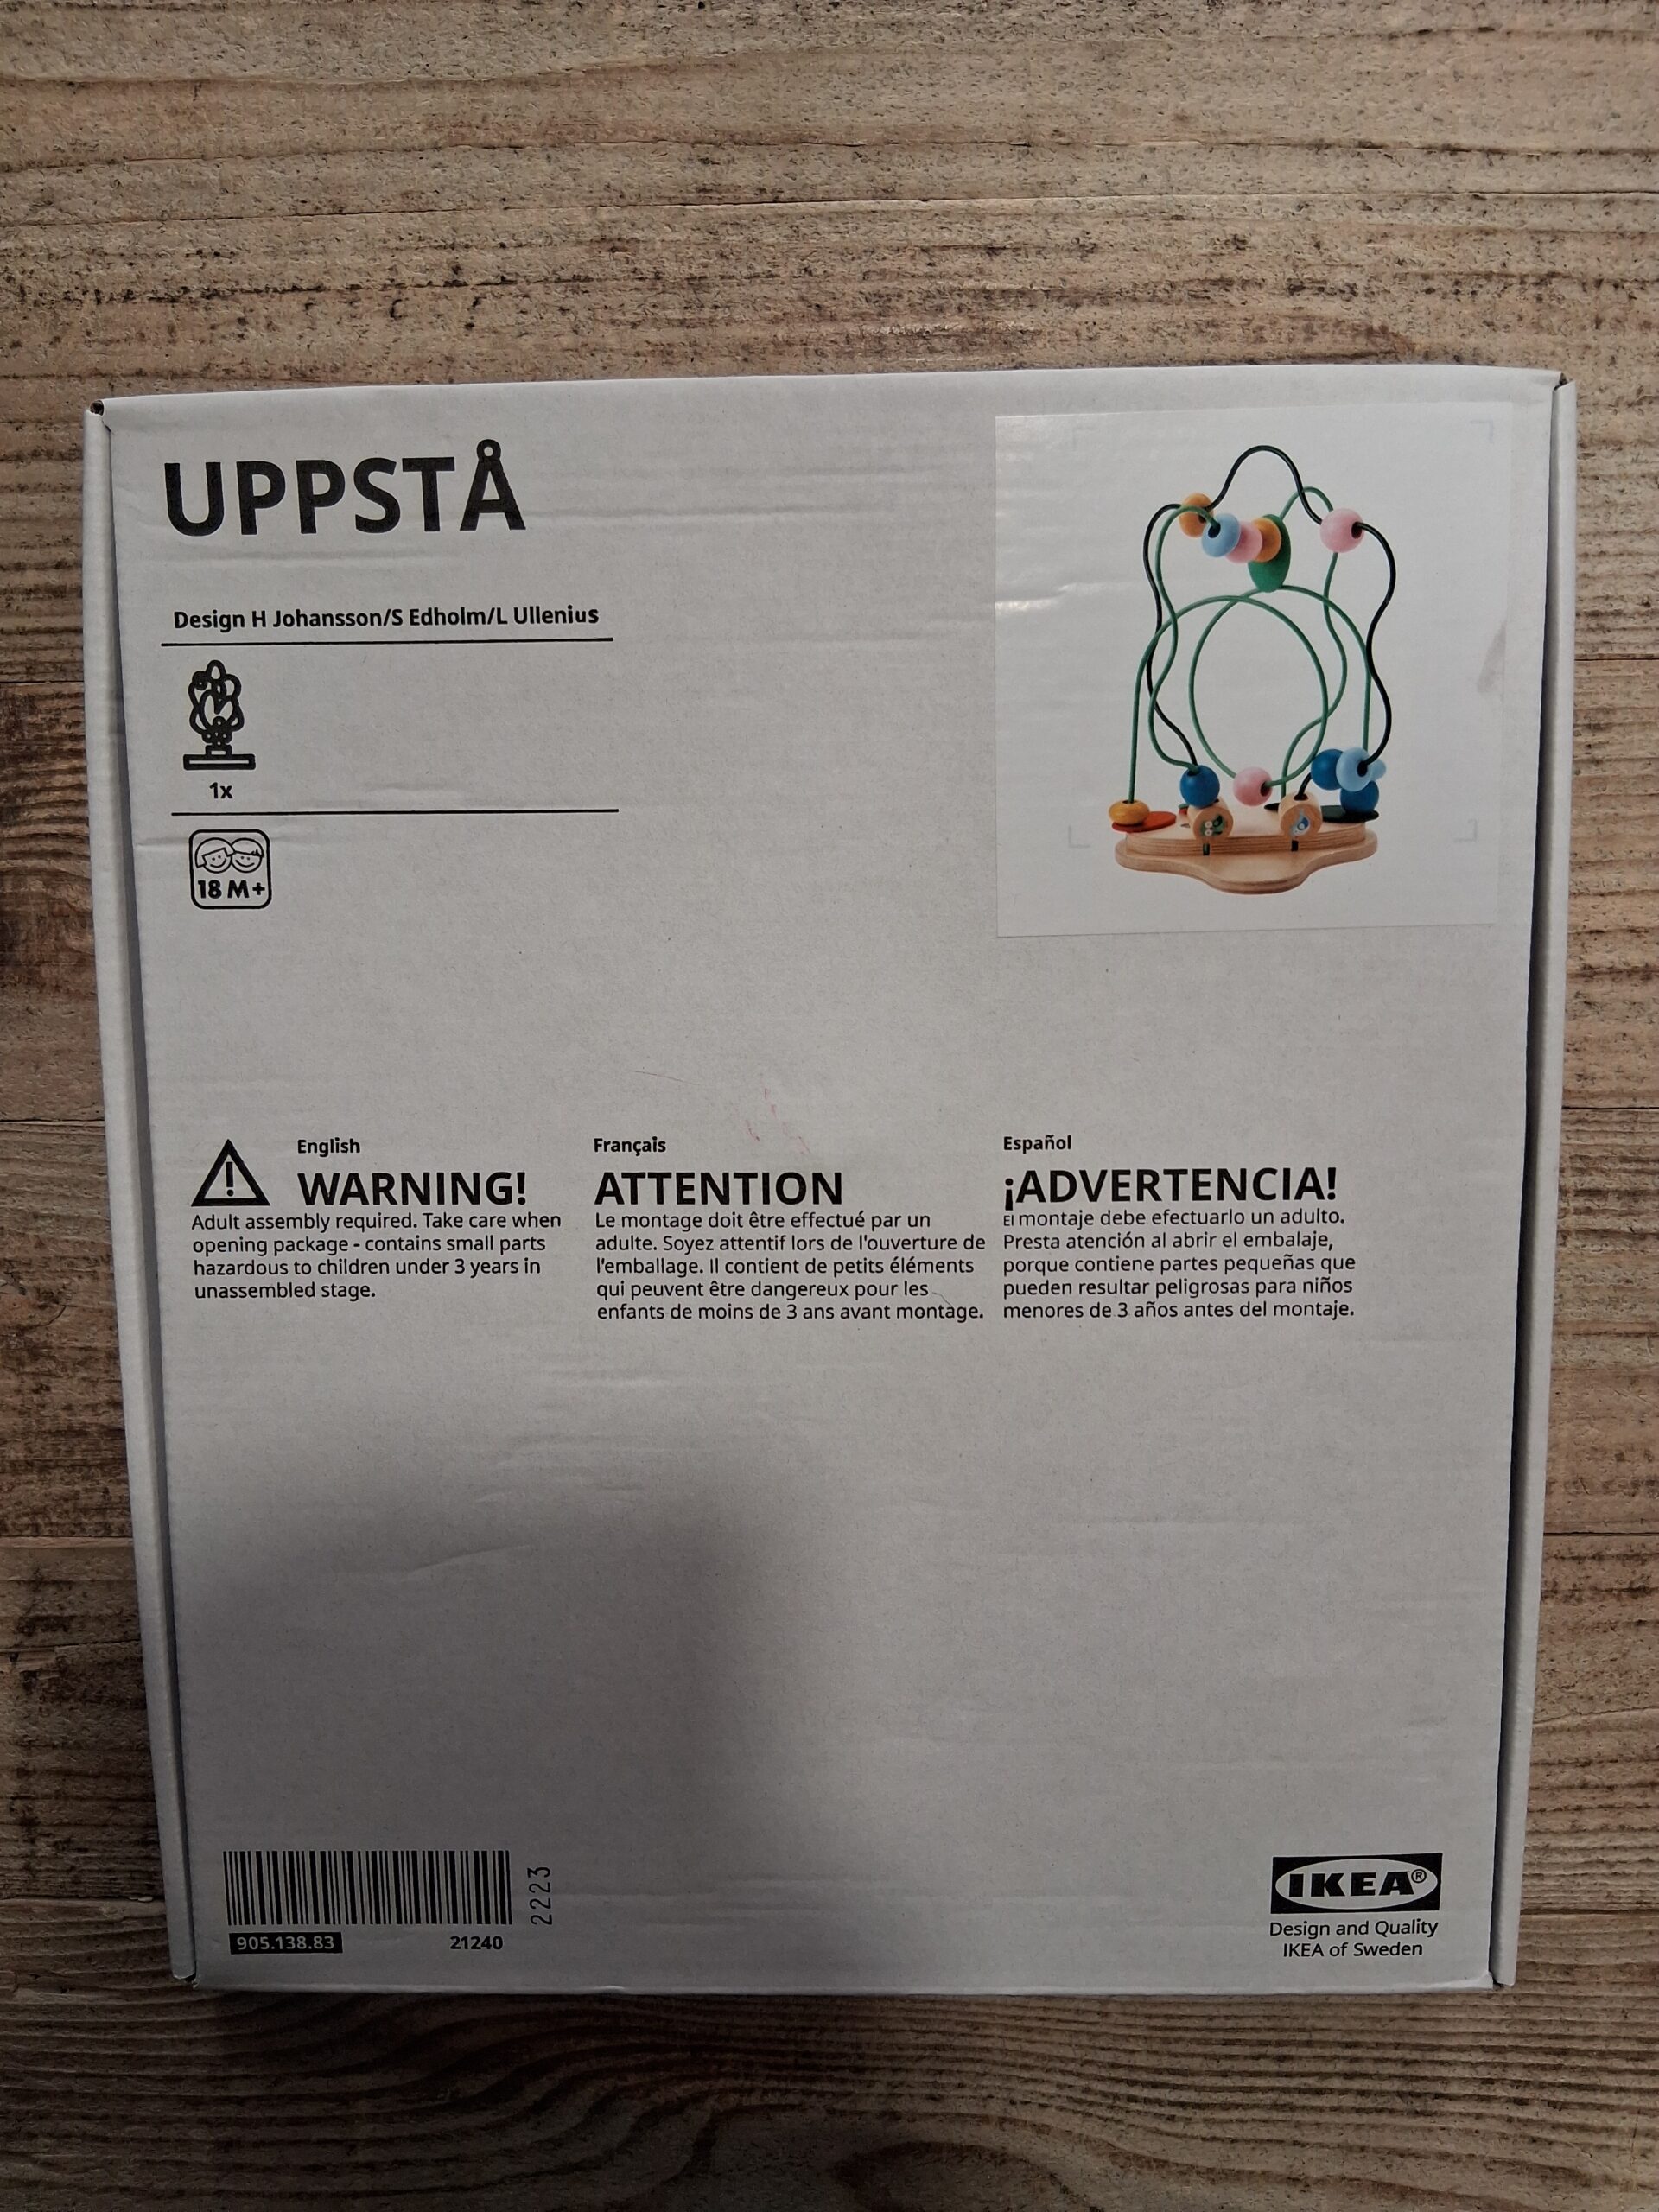 UPPSTÅ
Design H Johansson/S Edholm/L Ullenius
1x
18 M+
English
WARNING!
Adult assembly required. Take care when
opening package - contains small parts
hazardous to children under 3 years in
unassembled stage.
Français
ATTENTION
Le montage doit être effectué par un
adulte. Soyez attentif lors de l'ouverture de
l'emballage. Il contient de petits éléments
qui peuvent être dangereux pour les
enfants de moins de 3 ans avant montage.
Español
¡ADVERTENCIA!
El montaje debe efectuarlo un adulto.
Presta atención al abrir el embalaje,
porque contiene partes pequeñas que
pueden resultar peligrosas para niños
menores de 3 años antes del montaje.
2223
905.138.83 21240
IKEA®
Design and Quality
IKEA of Sweden